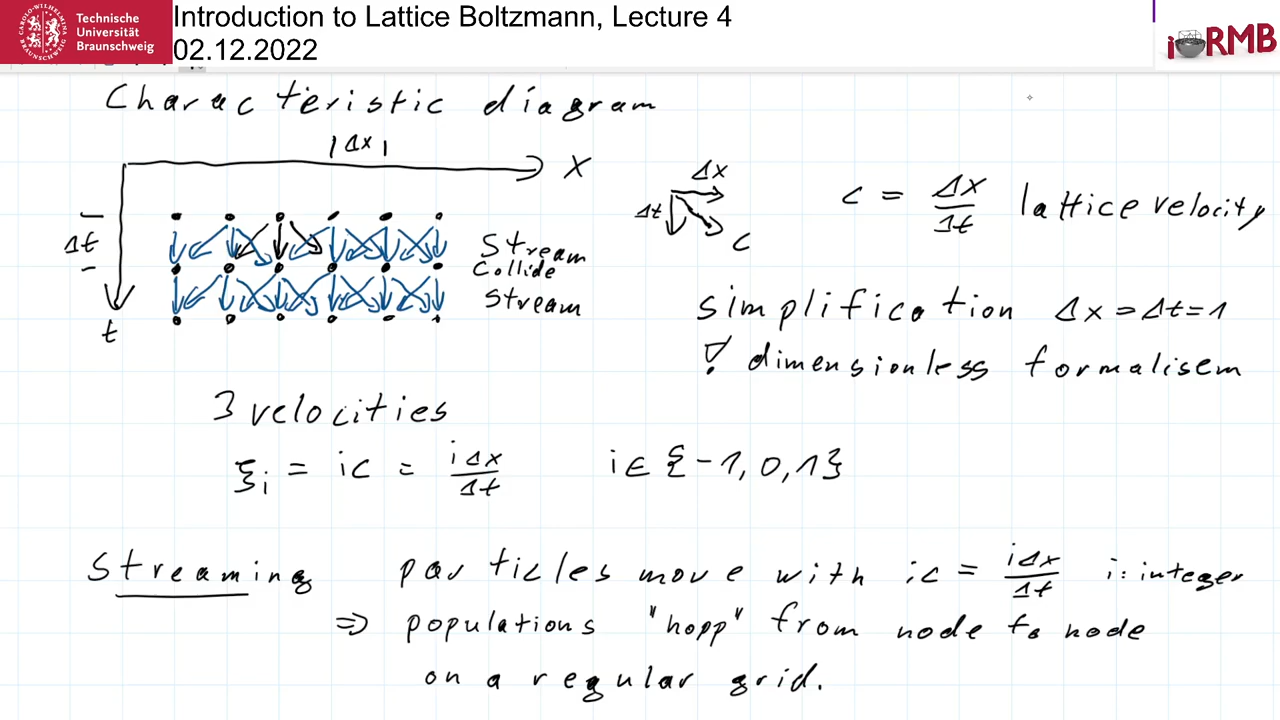 Technische
Universität
Braunschweig
CAROLO-WILHELMINA
BRAUNSCHWEIG
Introduction to Lattice Boltzmann, Lecture 4
02.12.2022
iRMB
Characteristic diagram
Δx
x
Δt
t
Stream
Collide
Stream
Δx
Δt
c
c = Δx/Δt lattice velocity
simplification Δx = Δt = 1
! dimensionless formalisem
3 velocities
ξi = ic = iΔx/Δt i ∈ {-1, 0, 1}
Streaming particles move with ic = iΔx/Δt i: integer
⇒ populations "hopp" from node to node
on a regular grid.